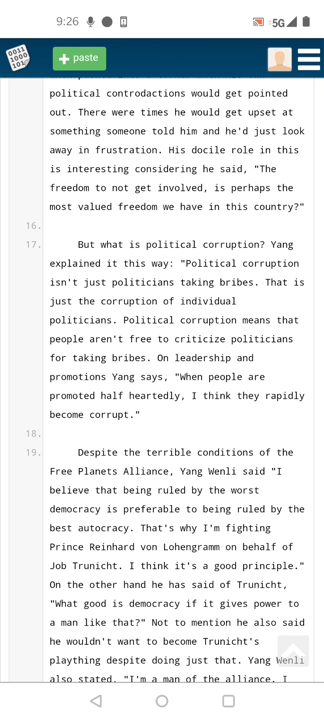 9:26
5G
0011
1000
101
+ paste
political controdactions would get pointed
out. There were times he would get upset at
something someone told him and he'd just look
away in frustration. His docile role in this
is interesting considering he said, "The
freedom to not get involved, is perhaps the
most valued freedom we have in this country?"
16.
17. But what is political corruption? Yang
explained it this way: "Political corruption
isn't just politicians taking bribes. That is
just the corruption of individual
politicians. Political corruption means that
people aren't free to criticize politicians
for taking bribes. On leadership and
promotions Yang says, "When people are
promoted half heartedly, I think they rapidly
become corrupt."
18.
19. Despite the terrible conditions of the
Free Planets Alliance, Yang Wenli said "I
believe that being ruled by the worst
democracy is preferable to being ruled by the
best autocracy. That's why I'm fighting
Prince Reinhard von Lohengramm on behalf of
Job Trunicht. I think it's a good principle."
On the other hand he has said of Trunicht,
"What good is democracy if it gives power to
a man like that?" Not to mention he also said
he wouldn't want to become Trunicht's
plaything despite doing just that. Yang Wenli
also stated, "I'm a man of the alliance. I